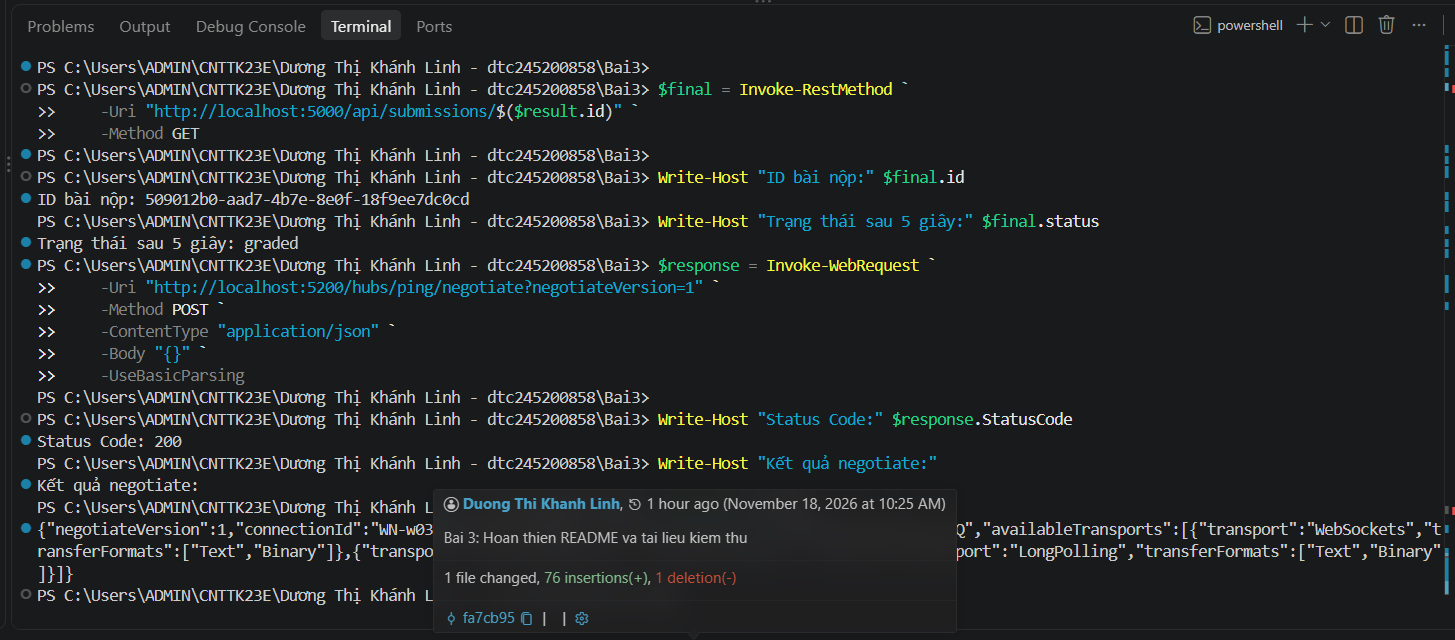 Problems Output Debug Console Terminal Ports powershell
PS C:\Users\ADMIN\CNTTK23E\Dương Thị Khánh Linh - dtc245200858\Bai3>
PS C:\Users\ADMIN\CNTTK23E\Dương Thị Khánh Linh - dtc245200858\Bai3> $final = Invoke-RestMethod `
>>     -Uri "http://localhost:5000/api/submissions/$($result.id)" `
>>     -Method GET
PS C:\Users\ADMIN\CNTTK23E\Dương Thị Khánh Linh - dtc245200858\Bai3>
PS C:\Users\ADMIN\CNTTK23E\Dương Thị Khánh Linh - dtc245200858\Bai3> Write-Host "ID bài nộp:" $final.id
ID bài nộp: 509012b0-aad7-4b7e-8e0f-18f9ee7dc0cd
PS C:\Users\ADMIN\CNTTK23E\Dương Thị Khánh Linh - dtc245200858\Bai3> Write-Host "Trạng thái sau 5 giây:" $final.status
Trạng thái sau 5 giây: graded
PS C:\Users\ADMIN\CNTTK23E\Dương Thị Khánh Linh - dtc245200858\Bai3> $response = Invoke-WebRequest `
>>     -Uri "http://localhost:5200/hubs/ping/negotiate?negotiateVersion=1" `
>>     -Method POST `
>>     -ContentType "application/json" `
>>     -Body "{}" `
>>     -UseBasicParsing
PS C:\Users\ADMIN\CNTTK23E\Dương Thị Khánh Linh - dtc245200858\Bai3>
PS C:\Users\ADMIN\CNTTK23E\Dương Thị Khánh Linh - dtc245200858\Bai3> Write-Host "Status Code:" $response.StatusCode
Status Code: 200
PS C:\Users\ADMIN\CNTTK23E\Dương Thị Khánh Linh - dtc245200858\Bai3> Write-Host "Kết quả negotiate:"
Kết quả negotiate:
PS C:\Users\ADMIN\CNTTK23E\Dương Thị Khánh L
{"negotiateVersion":1,"connectionId":"WN-w03 Q","availableTransports":[{"transport":"WebSockets","t
ransferFormats":["Text","Binary"]},{"transpo port":"LongPolling","transferFormats":["Text","Binary"
]}]}
PS C:\Users\ADMIN\CNTTK23E\Dương Thị Khánh L
Duong Thi Khanh Linh, 1 hour ago (November 18, 2026 at 10:25 AM)
Bai 3: Hoan thien README va tai lieu kiem thu
1 file changed, 76 insertions(+), 1 deletion(-)
fa7cb95 | |